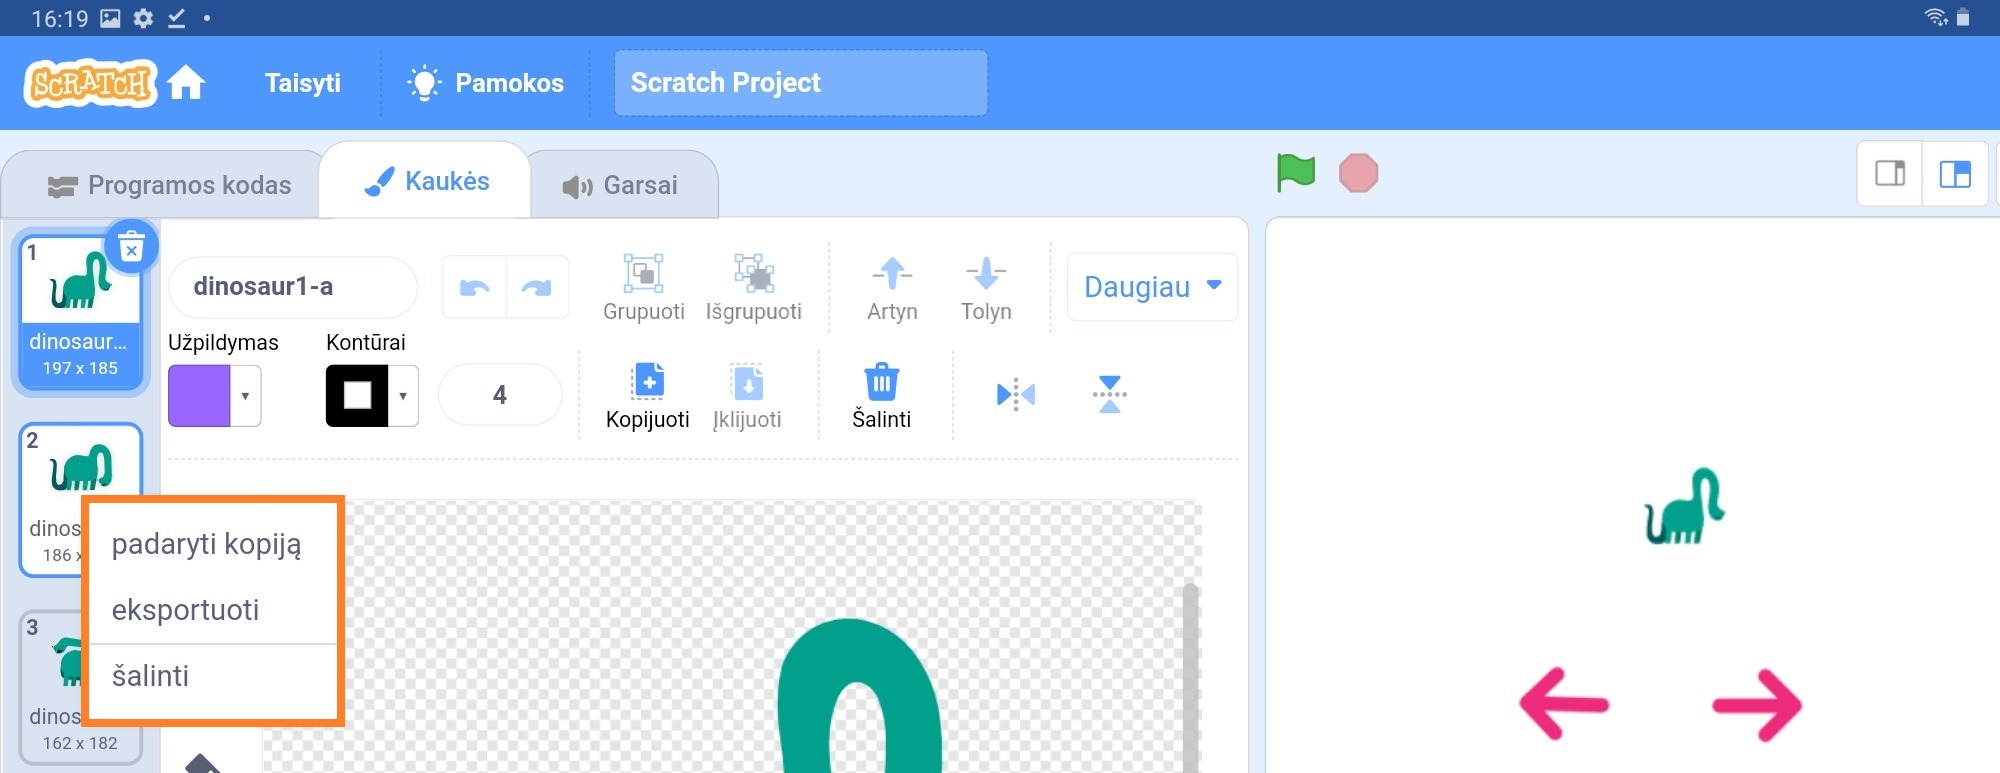 16:19
SCRATCH
Taisyti
Pamokos
Scratch Project
Programos kodas
Kaukės
Garsai
1
dinosaur...
197 x 185
2
dinos
186 x
3
dinos
162 x 182
dinosaur1-a
Grupuoti
Išgrupuoti
Artyn
Tolyn
Daugiau
Užpildymas
Kontūrai
4
Kopijuoti
Įklijuoti
Šalinti
padaryti kopiją
eksportuoti
šalinti